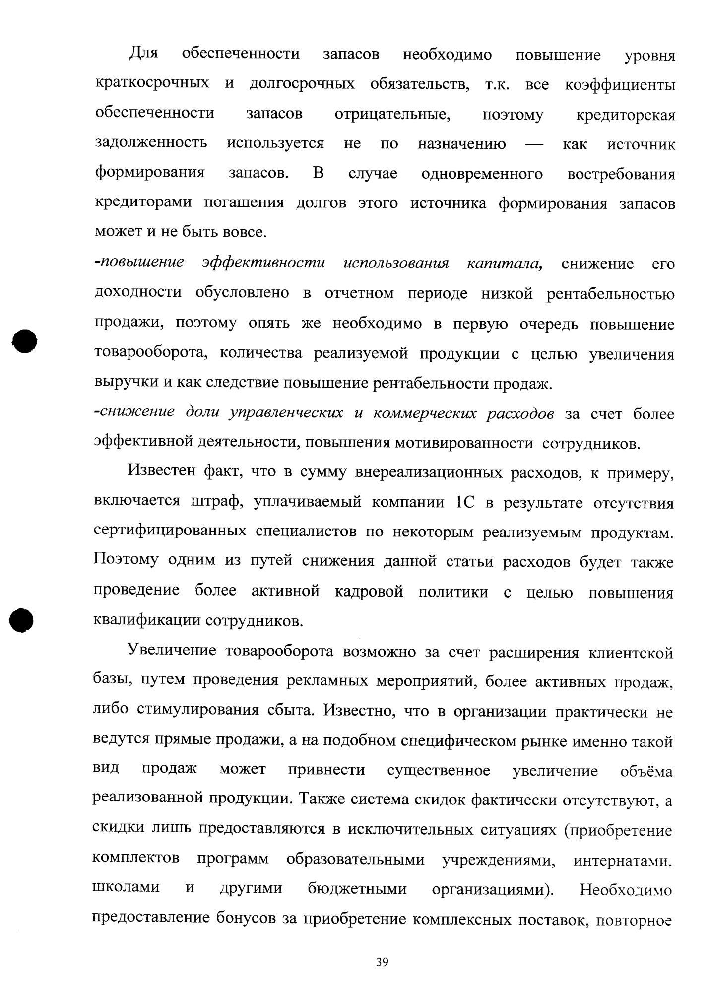 Для обеспеченности запасов необходимо повышение уровня
краткосрочных и долгосрочных обязательств, т.к. все коэффициенты
обеспеченности запасов отрицательные, поэтому кредиторская
задолженность используется не по назначению — как источник
формирования запасов. В случае одновременного востребования
кредиторами погашения долгов этого источника формирования запасов
может и не быть вовсе.
-повышение эффективности использования капитала, снижение его
доходности обусловлено в отчетном периоде низкой рентабельностью
продажи, поэтому опять же необходимо в первую очередь повышение
товарооборота, количества реализуемой продукции с целью увеличения
выручки и как следствие повышение рентабельности продаж.
-снижение доли управленческих и коммерческих расходов за счет более
эффективной деятельности, повышения мотивированности сотрудников.
Известен факт, что в сумму внереализационных расходов, к примеру,
включается штраф, уплачиваемый компании 1С в результате отсутствия
сертифицированных специалистов по некоторым реализуемым продуктам.
Поэтому одним из путей снижения данной статьи расходов будет также
проведение более активной кадровой политики с целью повышения
квалификации сотрудников.
Увеличение товарооборота возможно за счет расширения клиентской
базы, путем проведения рекламных мероприятий, более активных продаж,
либо стимулирования сбыта. Известно, что в организации практически не
ведутся прямые продажи, а на подобном специфическом рынке именно такой
вид продаж может привнести существенное увеличение объёма
реализованной продукции. Также система скидок фактически отсутствуют, а
скидки лишь предоставляются в исключительных ситуациях (приобретение
комплектов программ образовательными учреждениями, интернатами,
школами и другими бюджетными организациями). Необходимо
предоставление бонусов за приобретение комплексных поставок, повторное
39